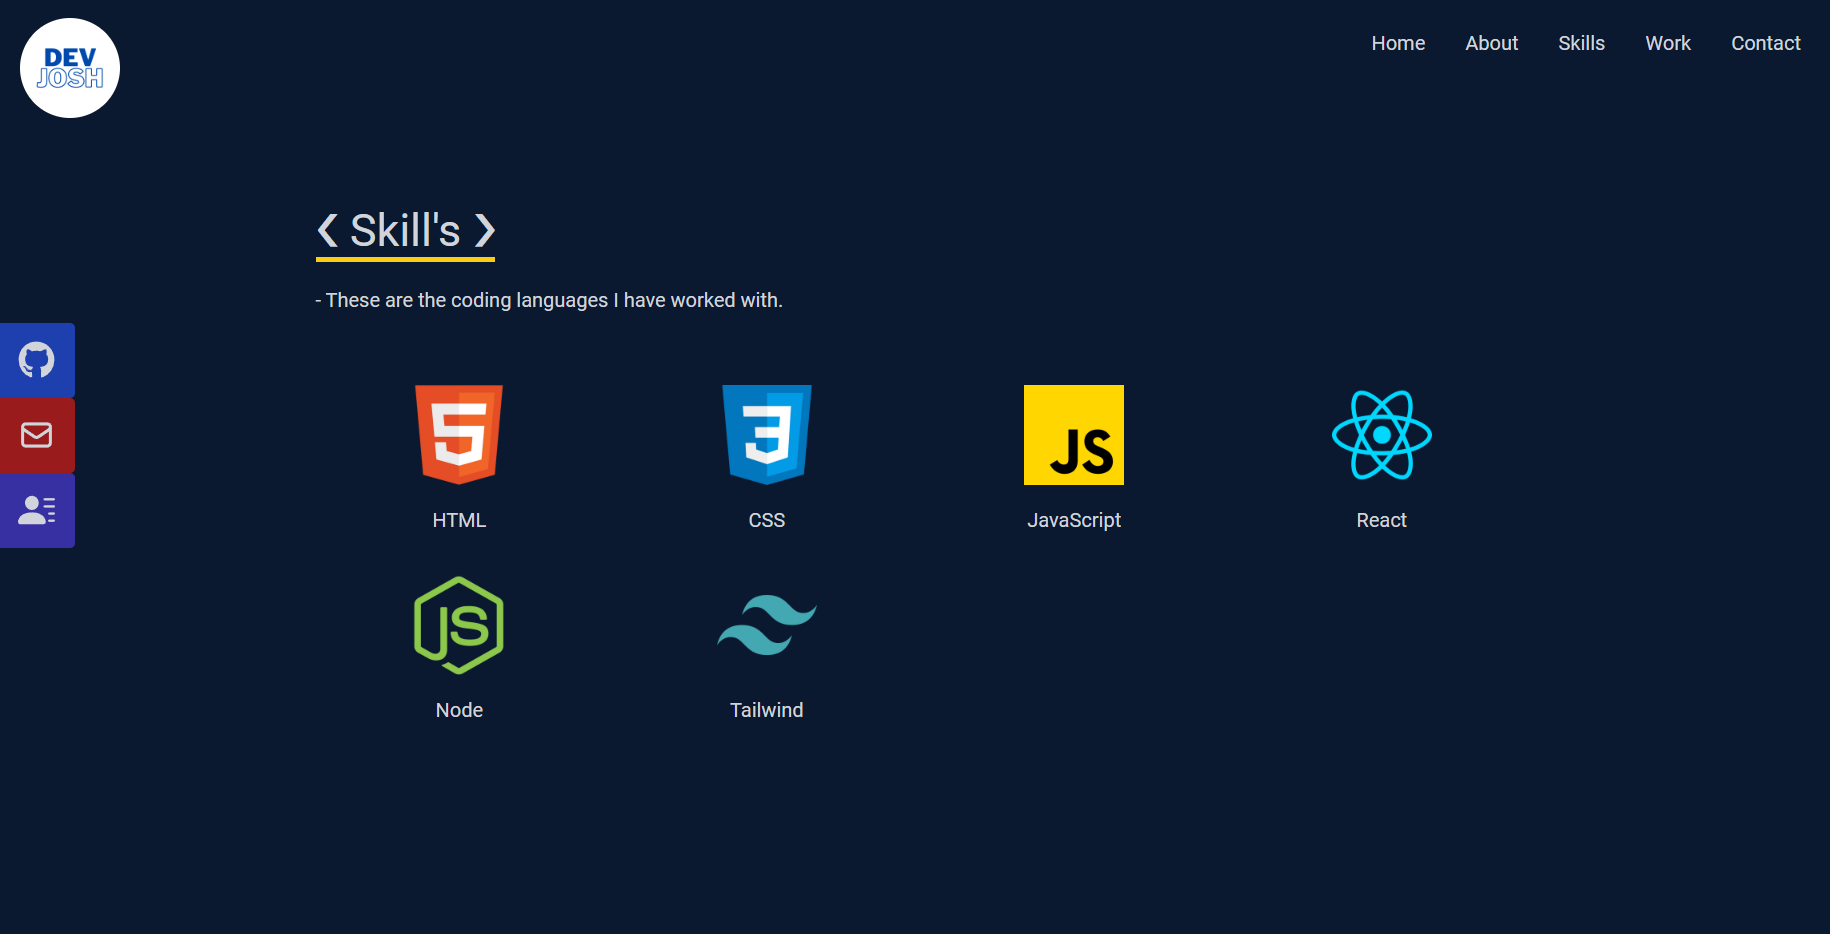 DEV
JOSH
Home About Skills Work Contact
❮ Skill's ❯
- These are the coding languages I have worked with.
5 3 JS
HTML CSS JavaScript React
JS
Node Tailwind